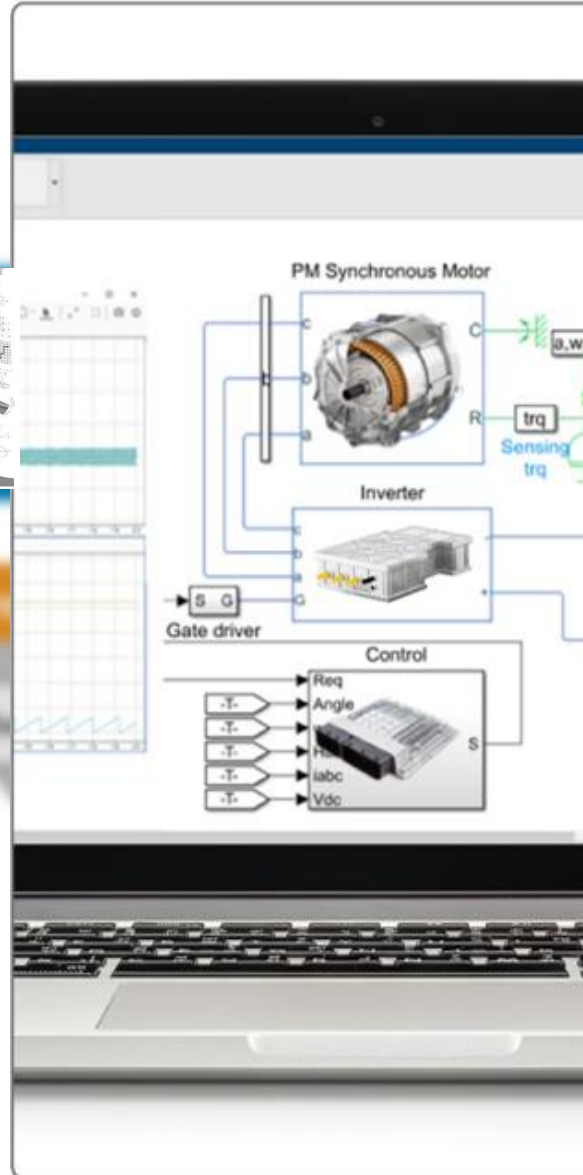 PM Synchronous Motor
c
b
a
C
R
a,w
trq
Sensing
trq
Inverter
c
b
a
G
-
+
S G
Gate driver
Control
Req
Angle
iabc
Vdc
S
-T-
-T-
-T-
-T-
-T-